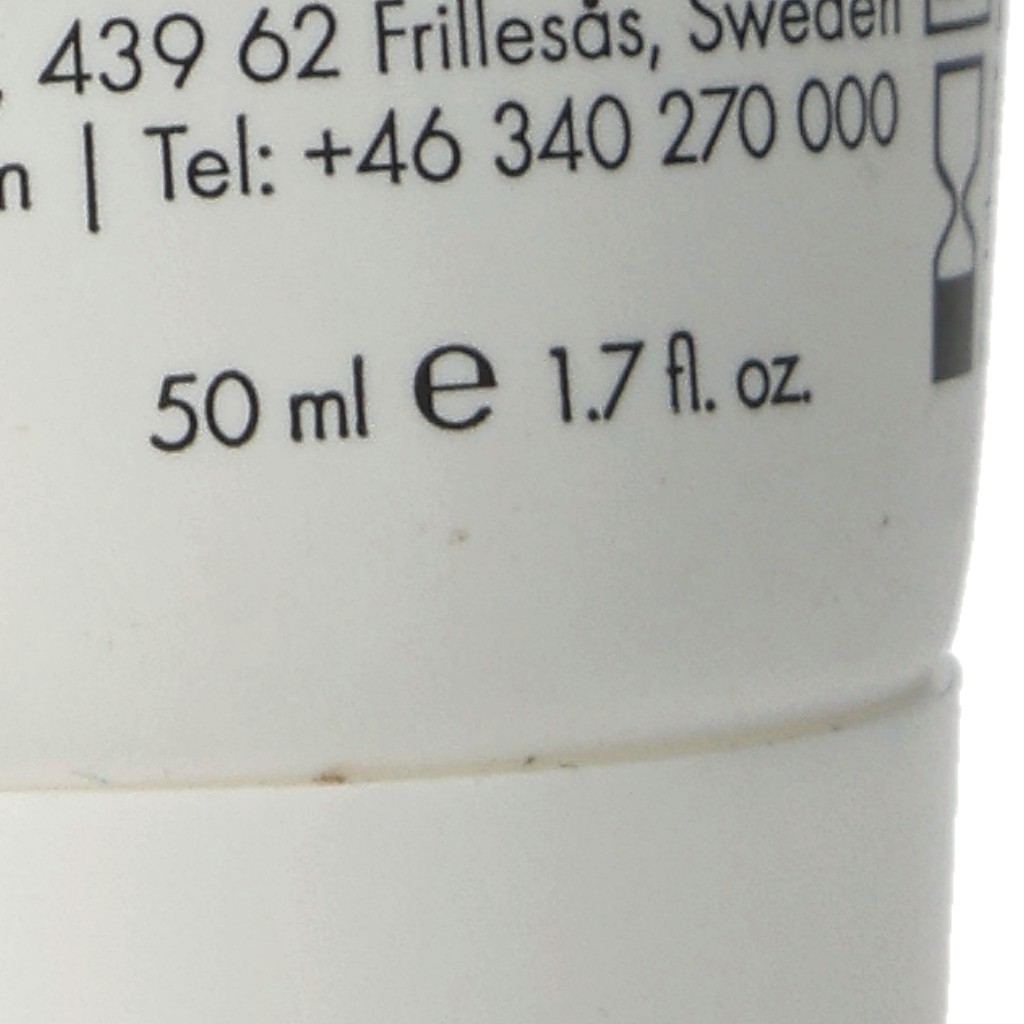 , 439 62 Frillesås, Sweden
| Tel: +46 340 270 000
50 ml e 1.7 fl. oz.